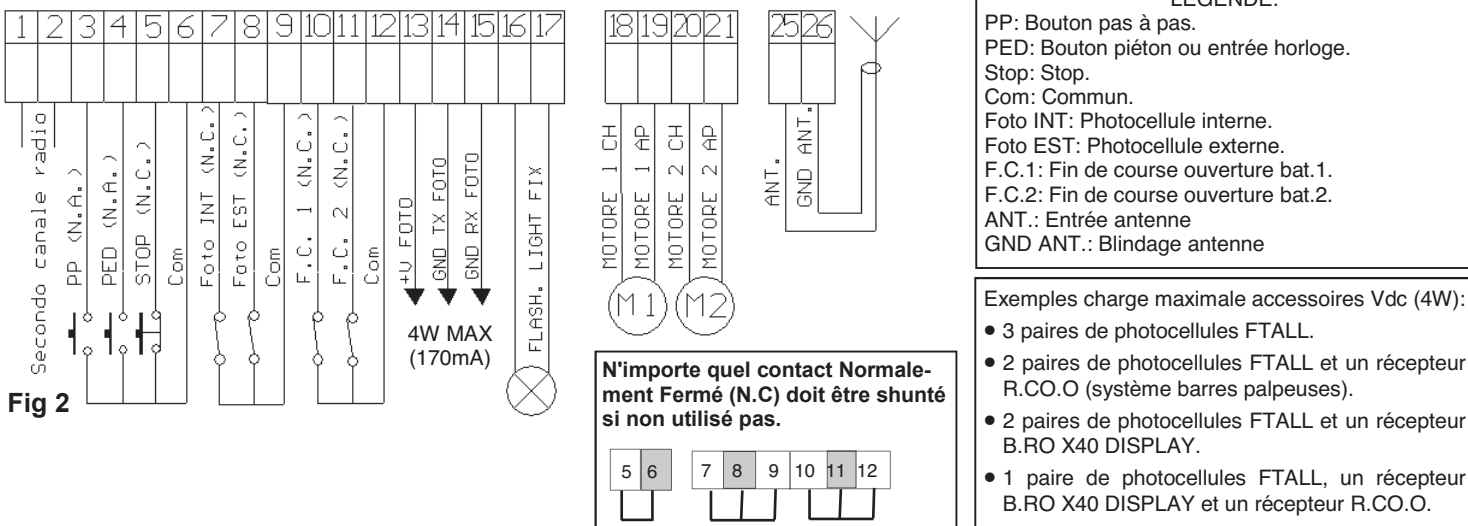 1 2 3 4 5 6 7 8 9 10 11 12 13 14 15 16 17
Secondo canale radio
PP (N.A.)
PED (N.A.)
STOP (N.C.)
Com
Foto INT (N.C.)
Foto EST (N.C.)
Com
F.C. 1 (N.C.)
F.C. 2 (N.C.)
Com
+V FOTO
GND TX FOTO
GND RX FOTO
FLASH. LIGHT FIX
4W MAX
(170mA)
Fig 2
18 19 20 21
MOTORE 1 CH
MOTORE 1 AP
MOTORE 2 CH
MOTORE 2 AP
M1 M2
25 26
ANT.
GND ANT.
N'importe quel contact Normale-
ment Fermé (N.C) doit être shunté
si non utilisé pas.
5 6 7 8 9 10 11 12
LEGENDE:
PP: Bouton pas à pas.
PED: Bouton piéton ou entrée horloge.
Stop: Stop.
Com: Commun.
Foto INT: Photocellule interne.
Foto EST: Photocellule externe.
F.C.1: Fin de course ouverture bat.1.
F.C.2: Fin de course ouverture bat.2.
ANT.: Entrée antenne
GND ANT.: Blindage antenne
Exemples charge maximale accessoires Vdc (4W):
• 3 paires de photocellules FTALL.
• 2 paires de photocellules FTALL et un récepteur
R.CO.O (système barres palpeuses).
• 2 paires de photocellules FTALL et un récepteur
B.RO X40 DISPLAY.
• 1 paire de photocellules FTALL, un récepteur
B.RO X40 DISPLAY et un récepteur R.CO.O.